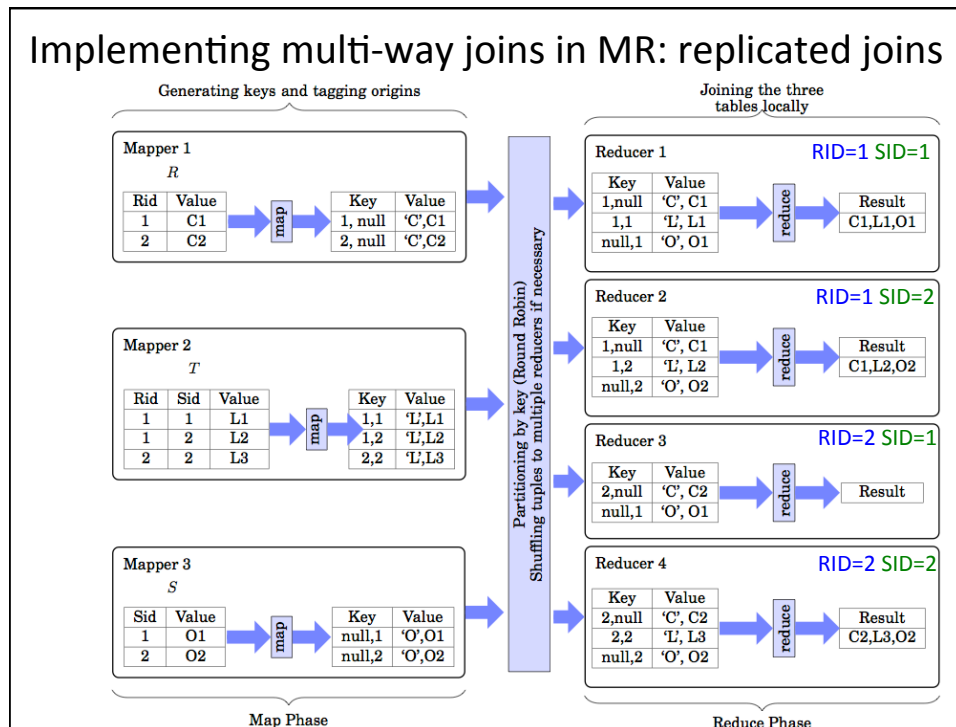 Implementing multi-way joins in MR: replicated joins
Generating keys and tagging origins
Joining the three
tables locally
Mapper 1
R
Rid Value
1 C1
2 C2
map
Key Value
1, null ‘C’,C1
2, null ‘C’,C2
Mapper 2
T
Rid Sid Value
1 1 L1
1 2 L2
2 2 L3
map
Key Value
1,1 ‘L’,L1
1,2 ‘L’,L2
2,2 ‘L’,L3
Mapper 3
S
Sid Value
1 O1
2 O2
map
Key Value
null,1 ‘O’,O1
null,2 ‘O’,O2
Map Phase
Partitioning by key (Round Robin)
Shuffling tuples to multiple reducers if necessary
Reducer 1 RID=1 SID=1
Key Value
1,null ‘C’, C1
1,1 ‘L’, L1
null,1 ‘O’, O1
reduce
Result
C1,L1,O1
Reducer 2 RID=1 SID=2
Key Value
1,null ‘C’, C1
1,2 ‘L’, L2
null,2 ‘O’, O2
reduce
Result
C1,L2,O2
Reducer 3 RID=2 SID=1
Key Value
2,null ‘C’, C2
null,1 ‘O’, O1
reduce
Result
Reducer 4 RID=2 SID=2
Key Value
2,null ‘C’, C2
2,2 ‘L’, L3
null,2 ‘O’, O2
reduce
Result
C2,L3,O2
Reduce Phase